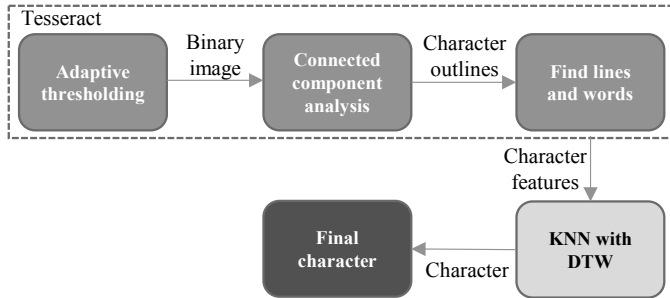 Tesseract
Adaptive
thresholding
Binary
image
Connected
component
analysis
Character
outlines
Find lines
and words
Character
features
KNN with
DTW
Character
Final
character